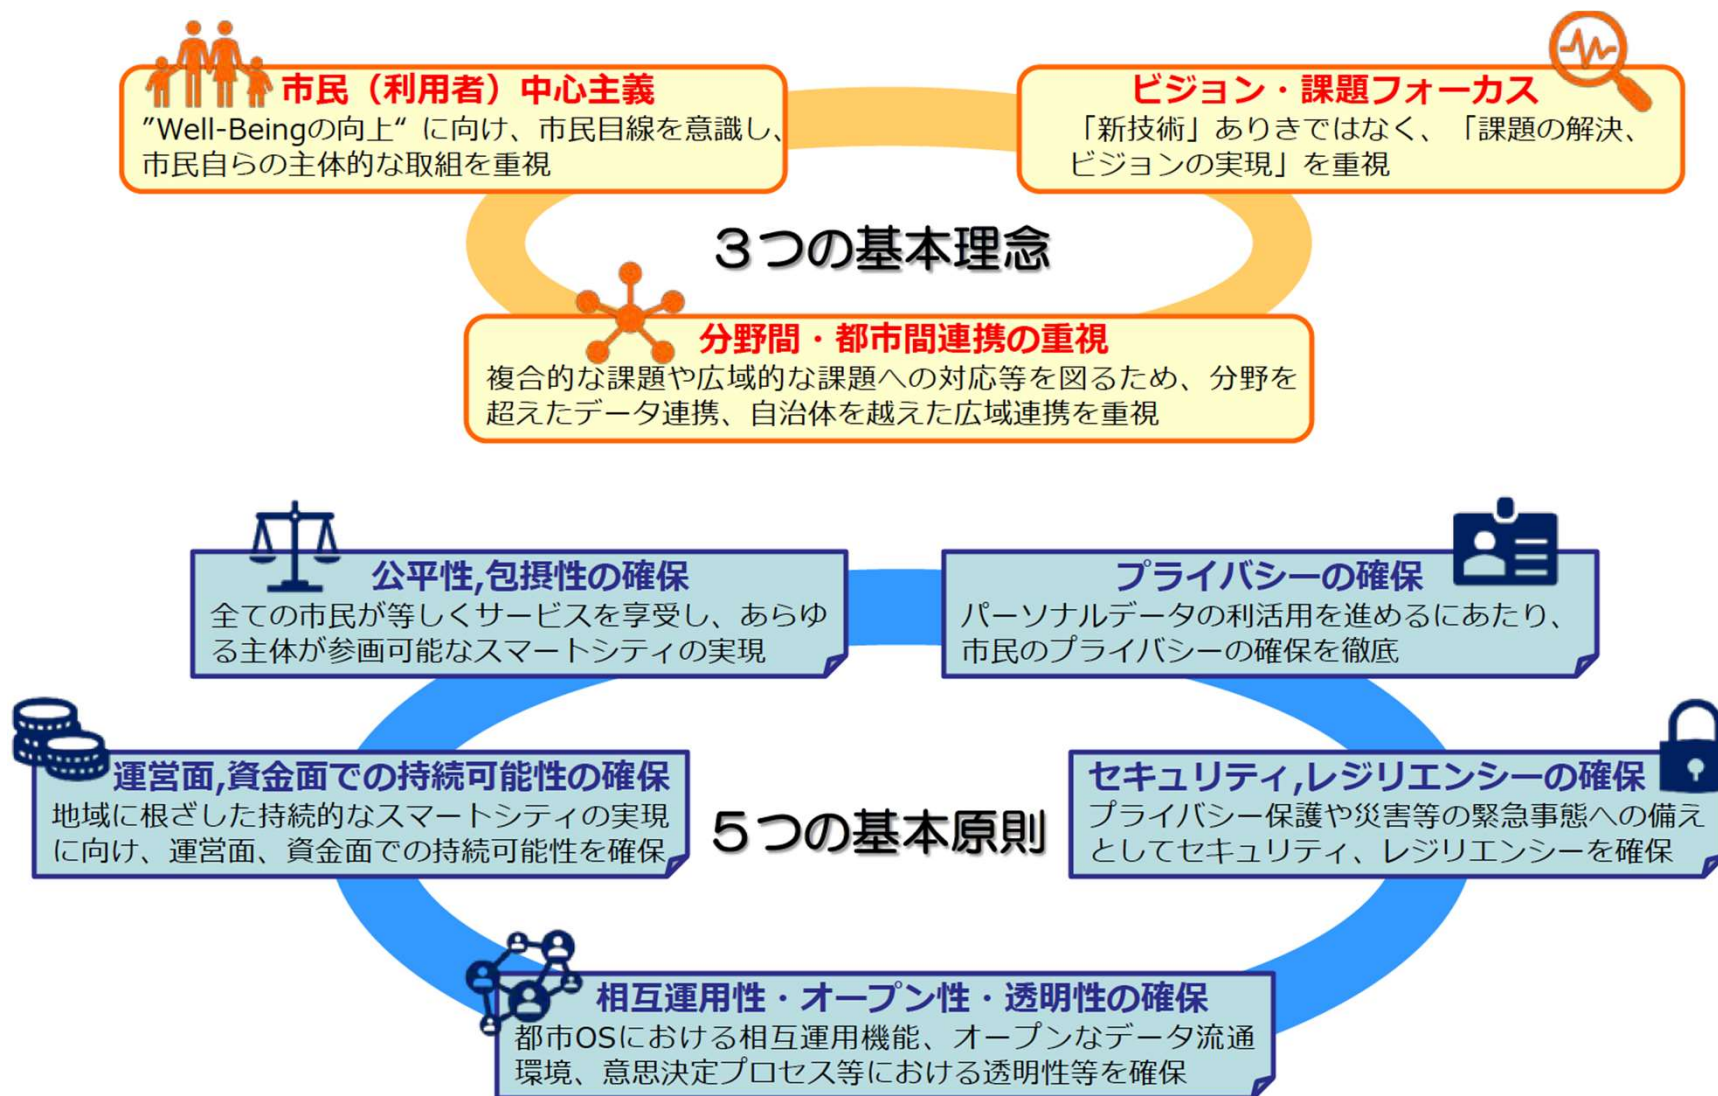 市民（利用者）中心主義
”Well-Beingの向上“ に向け、市民目線を意識し、
市民自らの主体的な取組を重視
ビジョン・課題フォーカス
「新技術」ありきではなく、「課題の解決、
ビジョンの実現」を重視
３つの基本理念
分野間・都市間連携の重視
複合的な課題や広域的な課題への対応等を図るため、分野を
超えたデータ連携、自治体を越えた広域連携を重視
公平性,包摂性の確保
全ての市民が等しくサービスを享受し、あらゆ
る主体が参画可能なスマートシティの実現
プライバシーの確保
パーソナルデータの利活用を進めるにあたり、
市民のプライバシーの確保を徹底
運営面,資金面での持続可能性の確保
地域に根ざした持続的なスマートシティの実現
に向け、運営面、資金面での持続可能性を確保
５つの基本原則
セキュリティ,レジリエンシーの確保
プライバシー保護や災害等の緊急事態への備え
としてセキュリティ、レジリエンシーを確保
相互運用性・オープン性・透明性の確保
都市OSにおける相互運用機能、オープンなデータ流通
環境、意思決定プロセス等における透明性等を確保